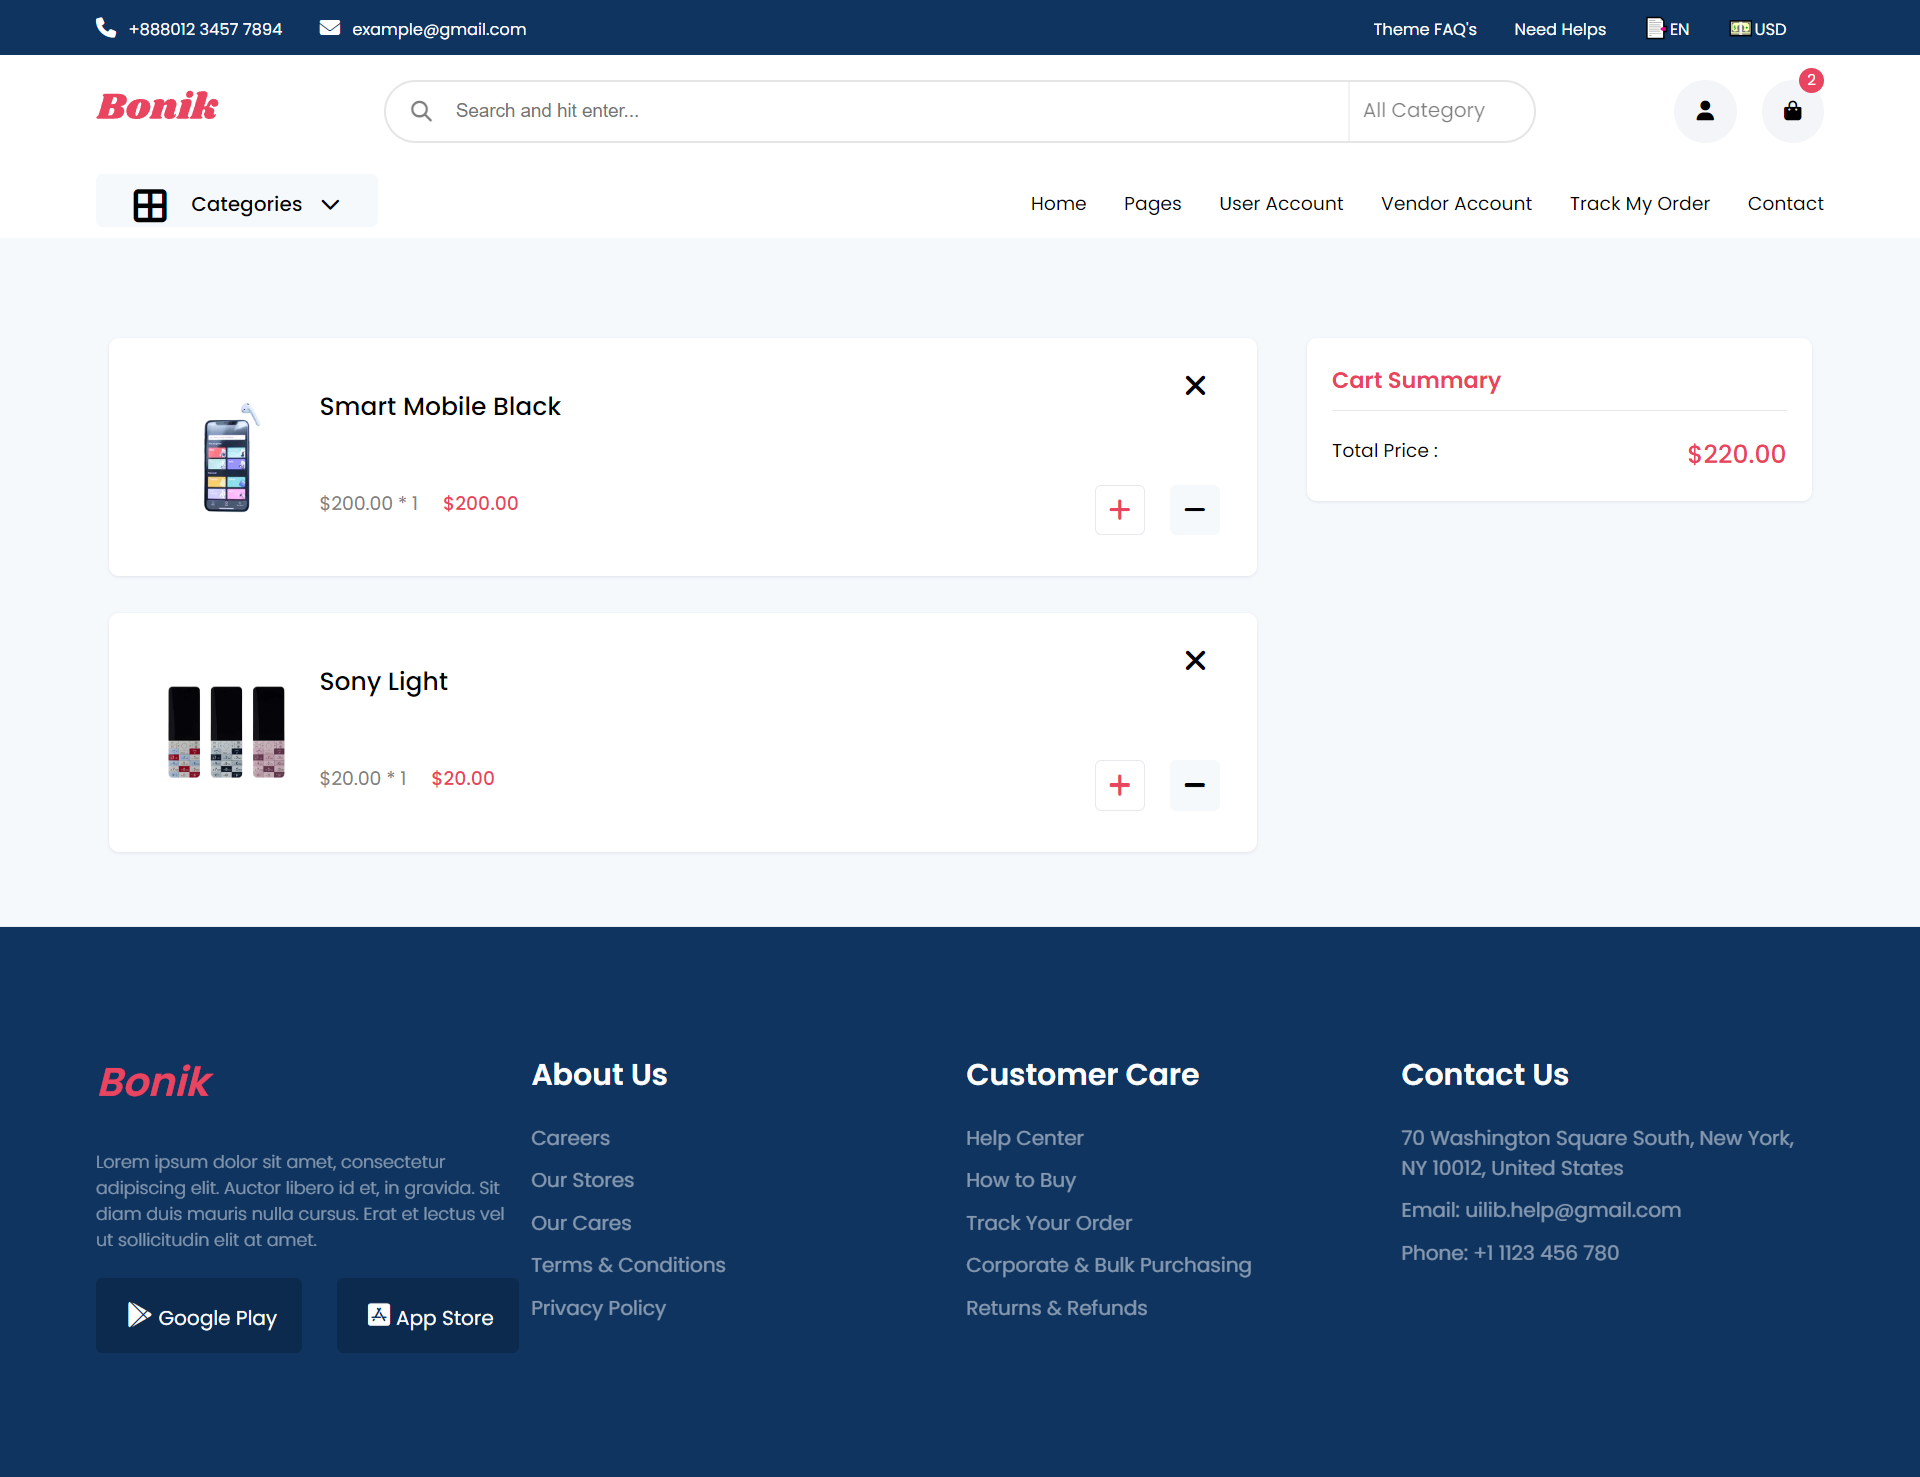 +888012 3457 7894 example@gmail.com Theme FAQ's Need Helps EN USD
Bonik Search and hit enter... All Category 2
Categories Home Pages User Account Vendor Account Track My Order Contact
Smart Mobile Black
$200.00 * 1 $200.00
Sony Light
$20.00 * 1 $20.00
Cart Summary
Total Price : $220.00
Bonik
Lorem ipsum dolor sit amet, consectetur
adipiscing elit. Auctor libero id et, in gravida. Sit
diam duis mauris nulla cursus. Erat et lectus vel
ut sollicitudin elit at amet.
Google Play App Store
About Us
Careers
Our Stores
Our Cares
Terms & Conditions
Privacy Policy
Customer Care
Help Center
How to Buy
Track Your Order
Corporate & Bulk Purchasing
Returns & Refunds
Contact Us
70 Washington Square South, New York,
NY 10012, United States
Email: uilib.help@gmail.com
Phone: +1 1123 456 780